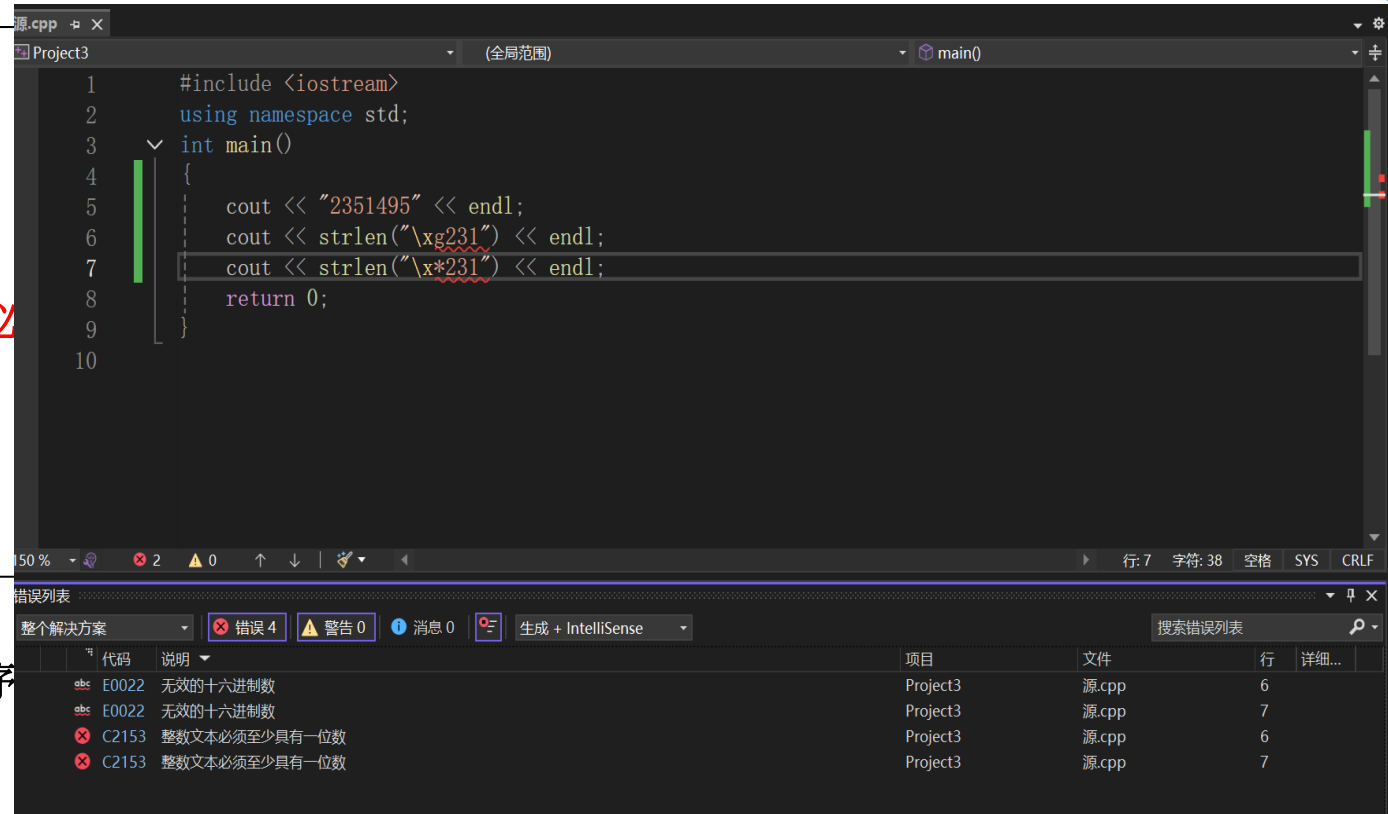 源.cpp
Project3 (全局范围) main()
1 #include <iostream>
2 using namespace std;
3 int main()
4 {
5 cout << "2351495" << endl;
6 cout << strlen("\xg231") << endl;
7 cout << strlen("\x*231") << endl;
8 return 0;
9 }
10
必
150 % 2 0 行: 7 字符: 38 空格 SYS CRLF
错误列表
整个解决方案 错误 4 警告 0 消息 0 生成 + IntelliSense 搜索错误列表
代码 说明 项目 文件 行 详细...
序
abc E0022 无效的十六进制数 Project3 源.cpp 6
abc E0022 无效的十六进制数 Project3 源.cpp 7
C2153 整数文本必须至少具有一位数 Project3 源.cpp 6
C2153 整数文本必须至少具有一位数 Project3 源.cpp 7